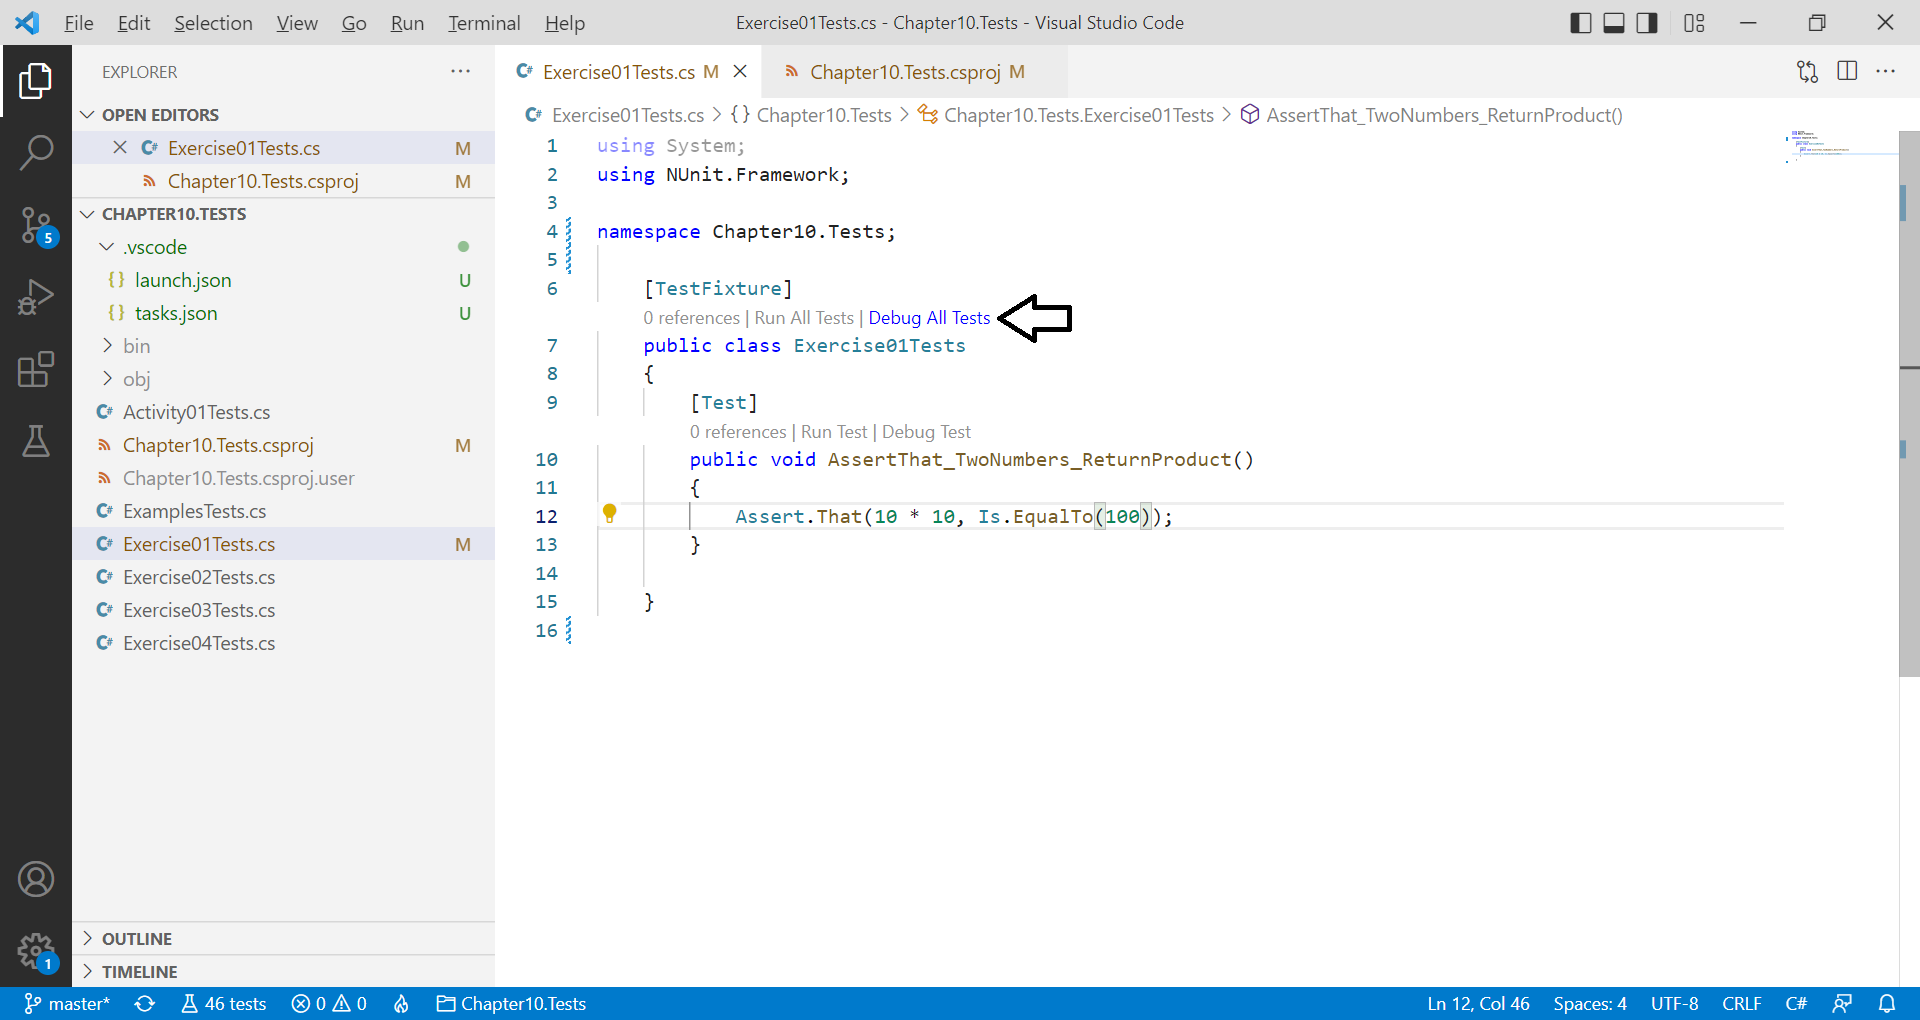 File Edit Selection View Go Run Terminal Help
Exercise01Tests.cs - Chapter10.Tests - Visual Studio Code
EXPLORER
OPEN EDITORS
Exercise01Tests.cs M
Chapter10.Tests.csproj M
CHAPTER10.TESTS
.vscode
{} launch.json U
{} tasks.json U
bin
obj
C# Activity01Tests.cs
Chapter10.Tests.csproj M
Chapter10.Tests.csproj.user
C# ExamplesTests.cs
C# Exercise01Tests.cs M
C# Exercise02Tests.cs
C# Exercise03Tests.cs
C# Exercise04Tests.cs
OUTLINE
TIMELINE
5
1
C# Exercise01Tests.cs M
Chapter10.Tests.csproj M
C# Exercise01Tests.cs > {} Chapter10.Tests > Chapter10.Tests.Exercise01Tests > AssertThat_TwoNumbers_ReturnProduct()
1 using System;
2 using NUnit.Framework;
3
4 namespace Chapter10.Tests;
5
6 [TestFixture]
0 references | Run All Tests | Debug All Tests
7 public class Exercise01Tests
8 {
9 [Test]
0 references | Run Test | Debug Test
10 public void AssertThat_TwoNumbers_ReturnProduct()
11 {
12 Assert.That(10 * 10, Is.EqualTo(100));
13 }
14
15 }
16
master* 46 tests 0 0 Chapter10.Tests
Ln 12, Col 46 Spaces: 4 UTF-8 CRLF C#